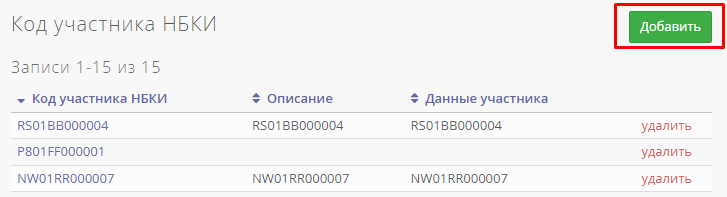 Код участника НБКИ
Добавить
Записи 1-15 из 15
Код участника НБКИ Описание Данные участника
RS01BB000004 RS01BB000004 RS01BB000004 удалить
P801FF000001 удалить
NW01RR000007 NW01RR000007 NW01RR000007 удалить